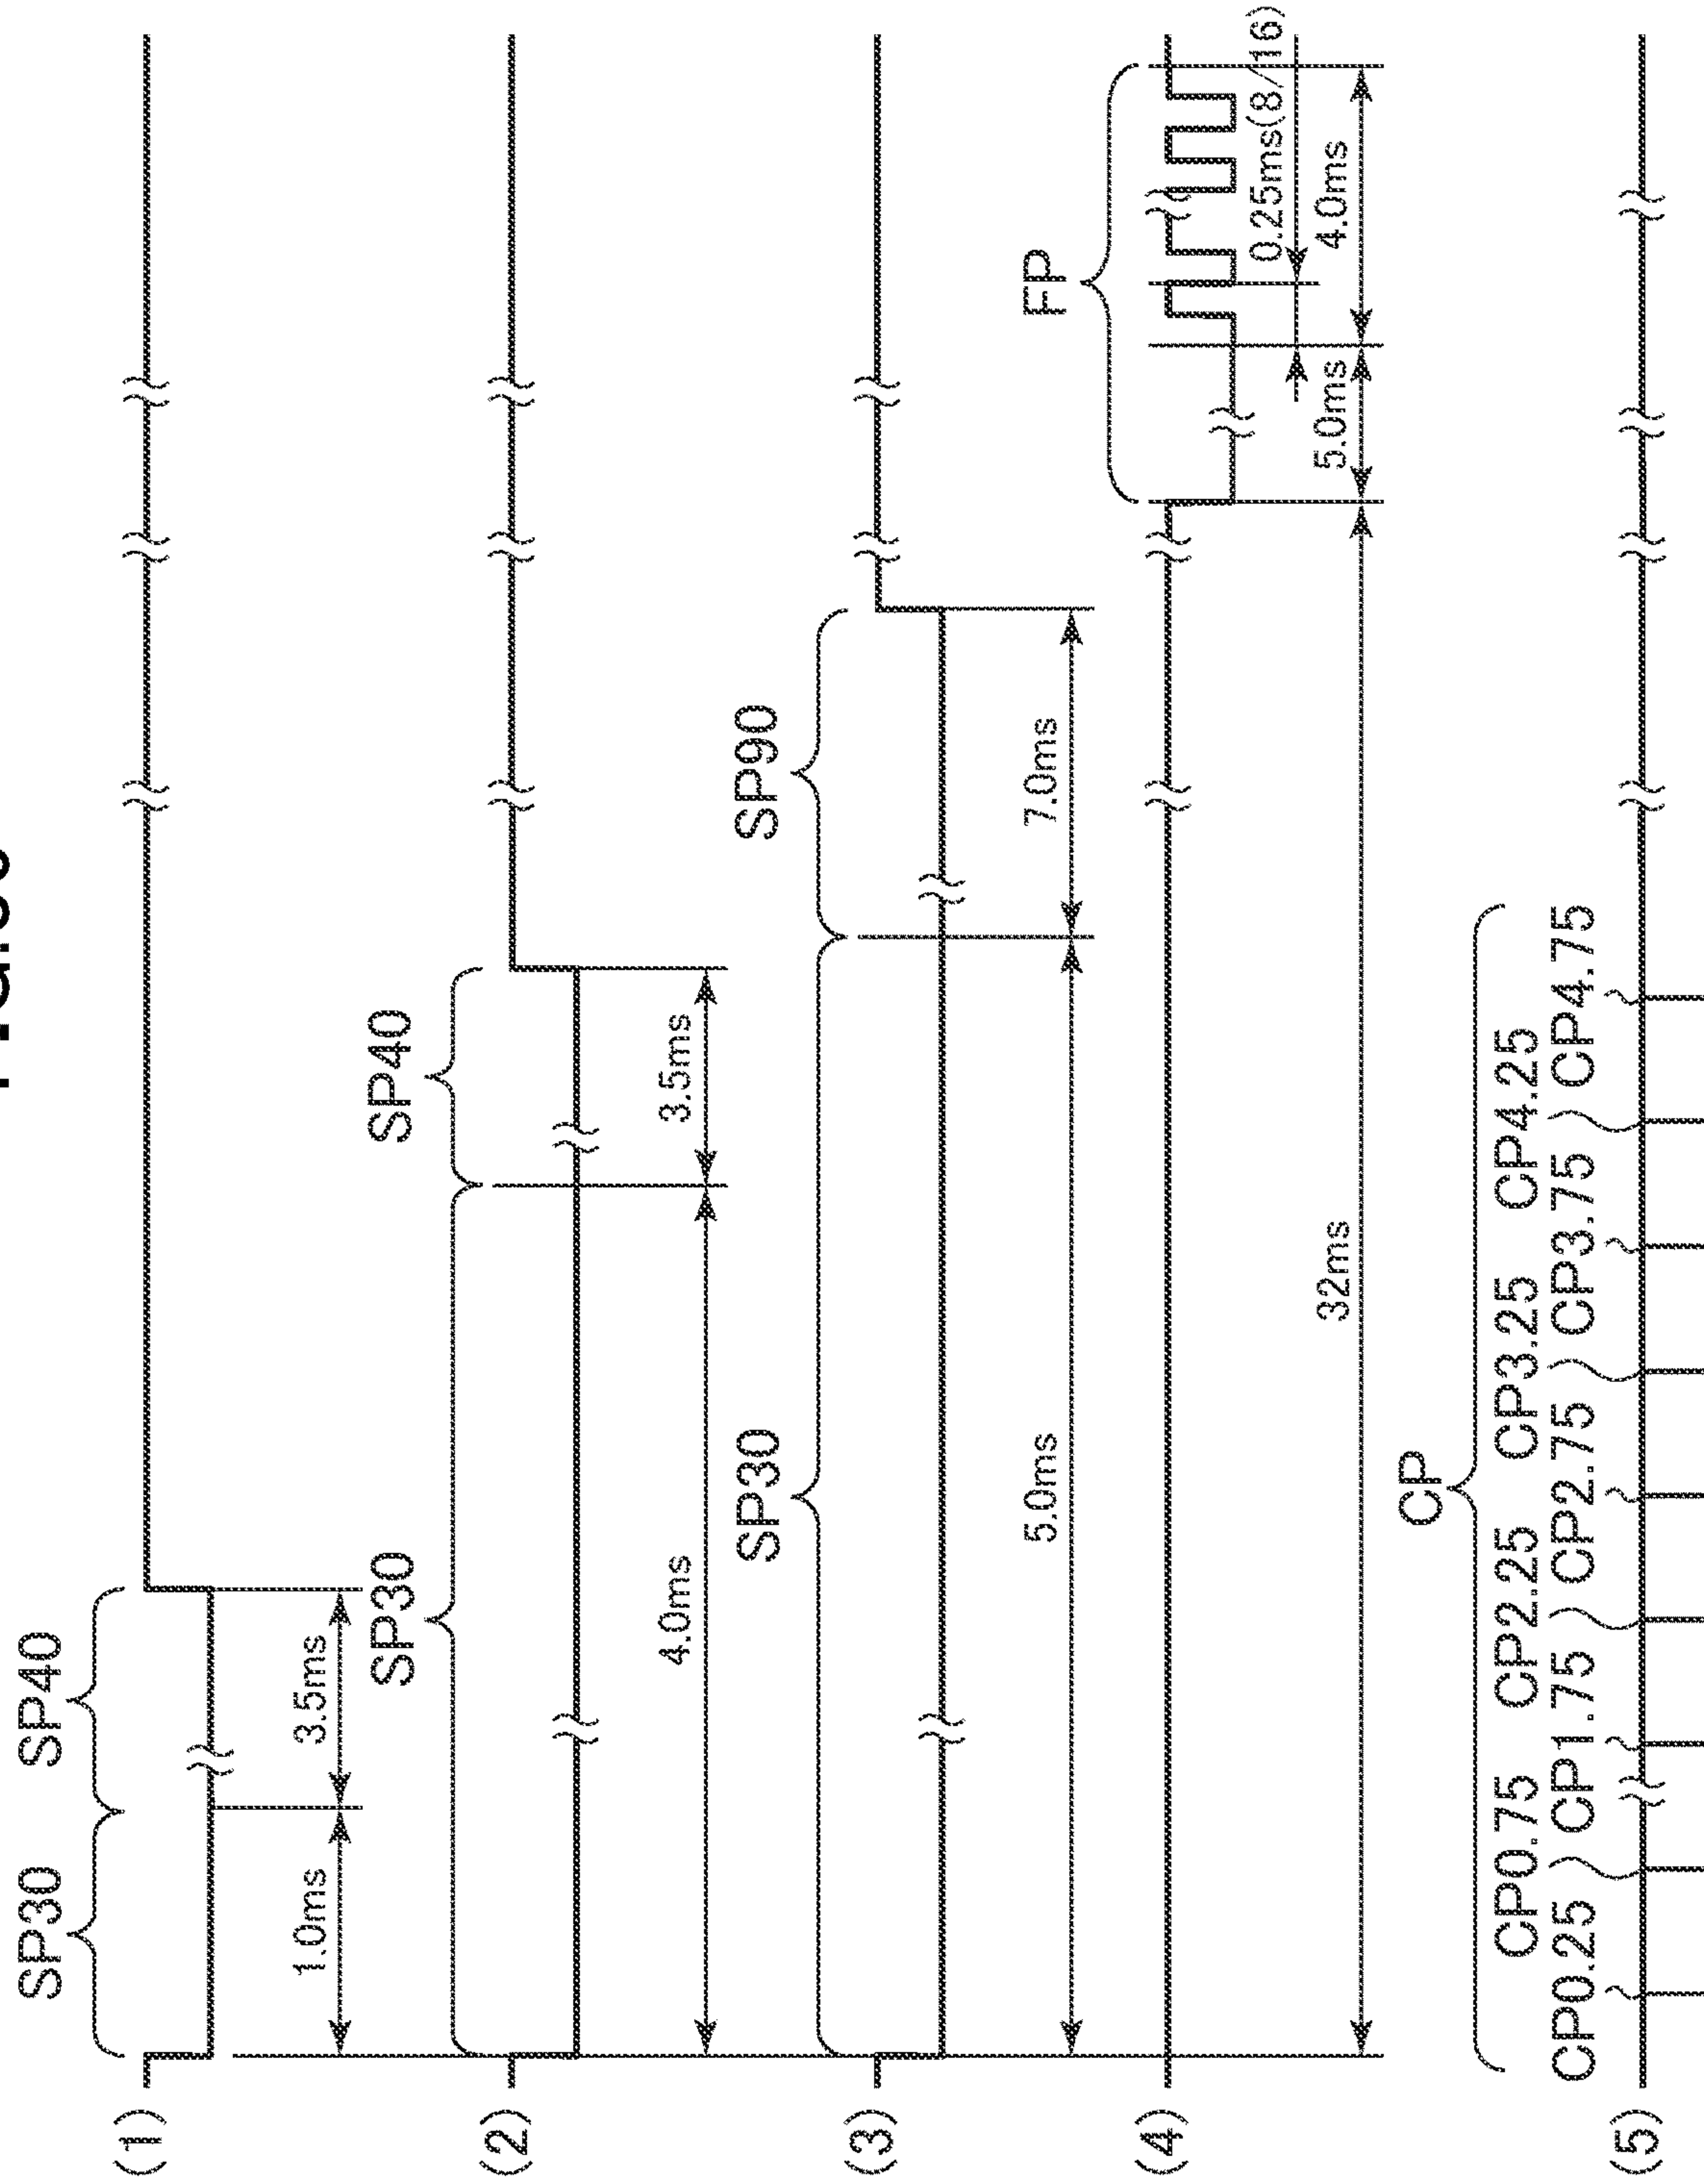 (1)
SP30
SP40
1.0ms
3.5ms
(2)
SP30
SP40
4.0ms
3.5ms
(3)
SP30
SP90
5.0ms
7.0ms
(4)
FP
0.25ms(8/16)
32ms
5.0ms
4.0ms
(5)
CP
CP0.75 CP2.25 CP3.25 CP4.25
CP0.25 CP1.75 CP2.75 CP3.75 CP4.75